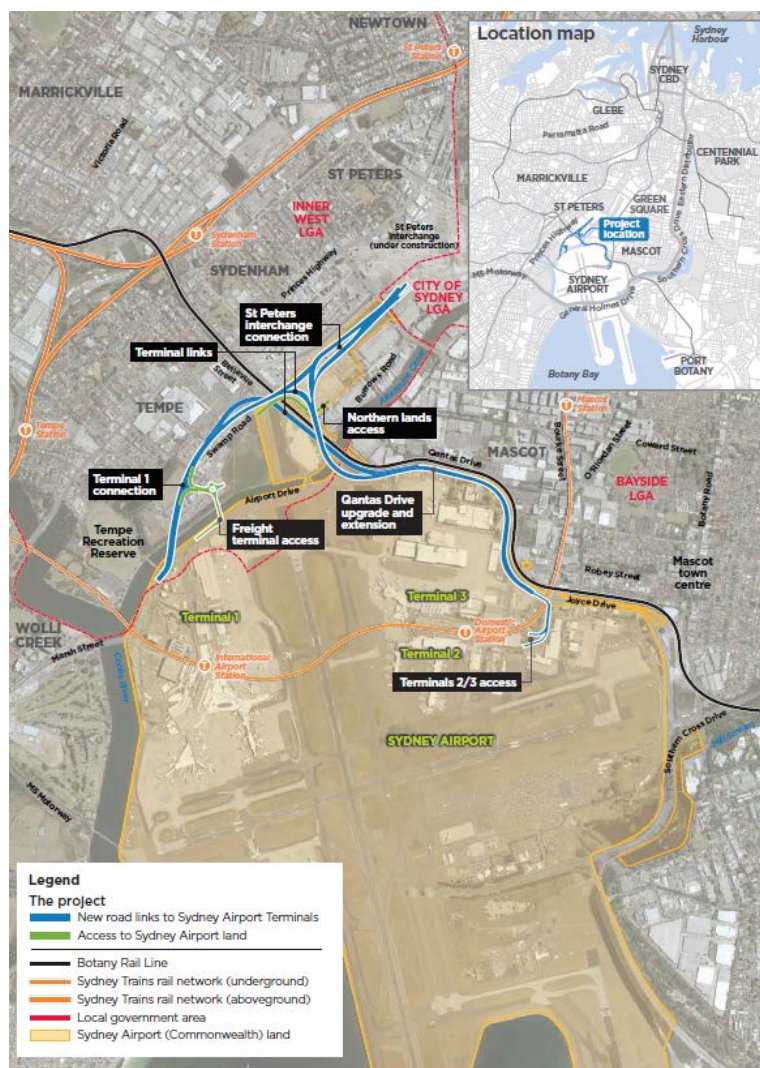 NEWTOWN
St Peters
Station
MARRICKVILLE
Victoria Road
ST PETERS
INNER
WEST
LGA
Sydenham
Station
St Peters
interchange
(under construction)
SYDENHAM
Princes Highway
CITY OF
SYDNEY
LGA
St Peters
interchange
connection
Terminal links
Bellevue
Street
Burrows Road
Alexandra Canal
TEMPE
Tempe
Station
Swamp Road
Northern lands
access
Mascot
Station
Qantas Drive
MASCOT
Bourke Street
O'Riordan Street
Coward Street
Botany Road
BAYSIDE
LGA
Terminal 1
connection
Airport Drive
Qantas Drive
upgrade and
extension
Freight
terminal access
Tempe
Recreation
Reserve
Robey Street
Mascot
town
centre
Joyce Drive
Terminal 1
Terminal 3
Domestic
Airport
Station
Terminal 2
WOLLI
CREEK
Marsh Street
Cooks River
International
Airport
Station
Terminals 2/3 access
SYDNEY AIRPORT
Southern Cross Drive
Mill Stream
M5 Motorway
Location map
Sydney
Harbour
SYDNEY
CBD
GLEBE
Parramatta Road
CENTENNIAL
PARK
MARRICKVILLE
Eastern Distributor
ST PETERS
GREEN
SQUARE
Project
location
Princes Highway
MASCOT
Southern Cross Drive
M5 Motorway
SYDNEY
AIRPORT
General Holmes Drive
PORT
BOTANY
Botany Bay
Legend
The project
New road links to Sydney Airport Terminals
Access to Sydney Airport land
Botany Rail Line
Sydney Trains rail network (underground)
Sydney Trains rail network (aboveground)
Local government area
Sydney Airport (Commonwealth) land